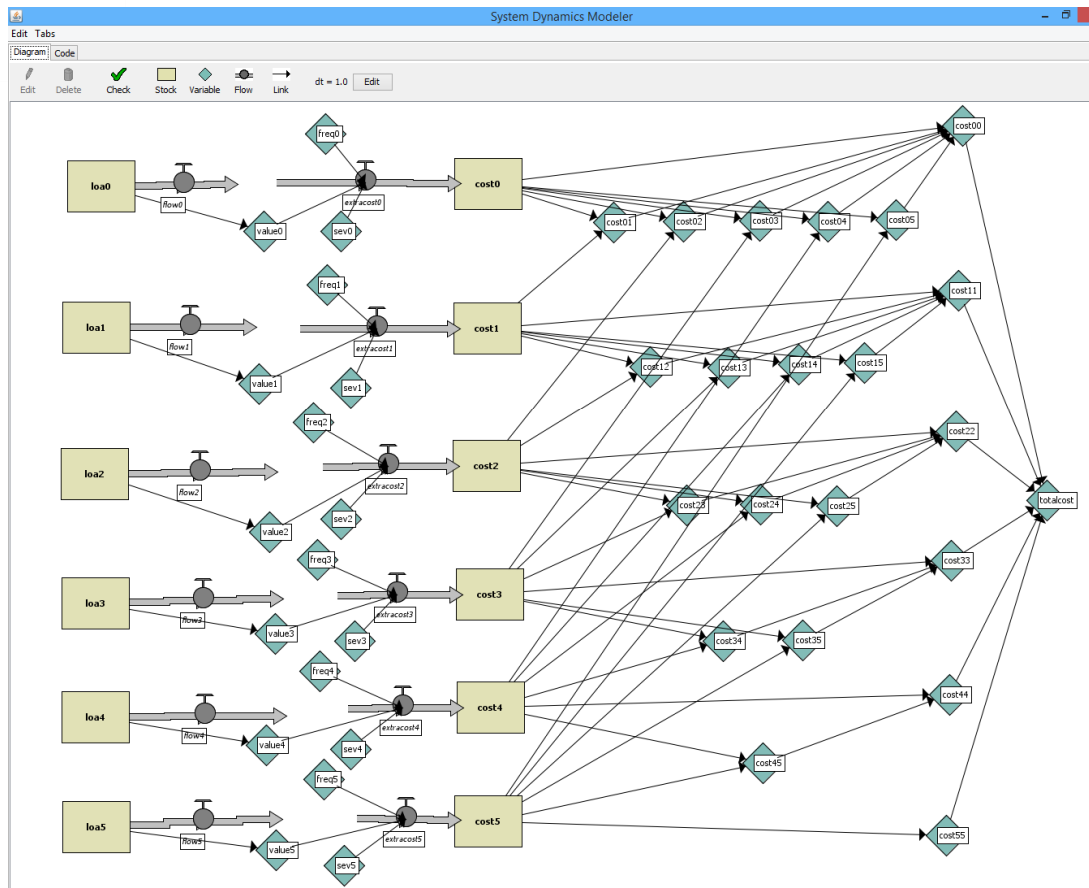 System Dynamics Modeler
Edit Tabs
Diagram Code
Edit Delete Check Stock Variable Flow Link dt = 1.0 Edit
cost00
freq0
loa0 cost0
flow0 extracost0
value0 sev0 cost01 cost02 cost03 cost04 cost05
freq1 cost11
loa1 cost1
flow1 extracost1
value1 sev1 cost12 cost13 cost14 cost15
freq2 cost22
loa2 cost2
flow2 extracost2
value2 sev2 cost23 cost24 cost25 totalcost
freq3 cost33
loa3 cost3
flow3 extracost3
value3 sev3 cost34 cost35
freq4 cost44
loa4 cost4
flow4 extracost4
value4 sev4 cost45
freq5
loa5 cost5
flow5 extracost5 cost55
value5 sev5